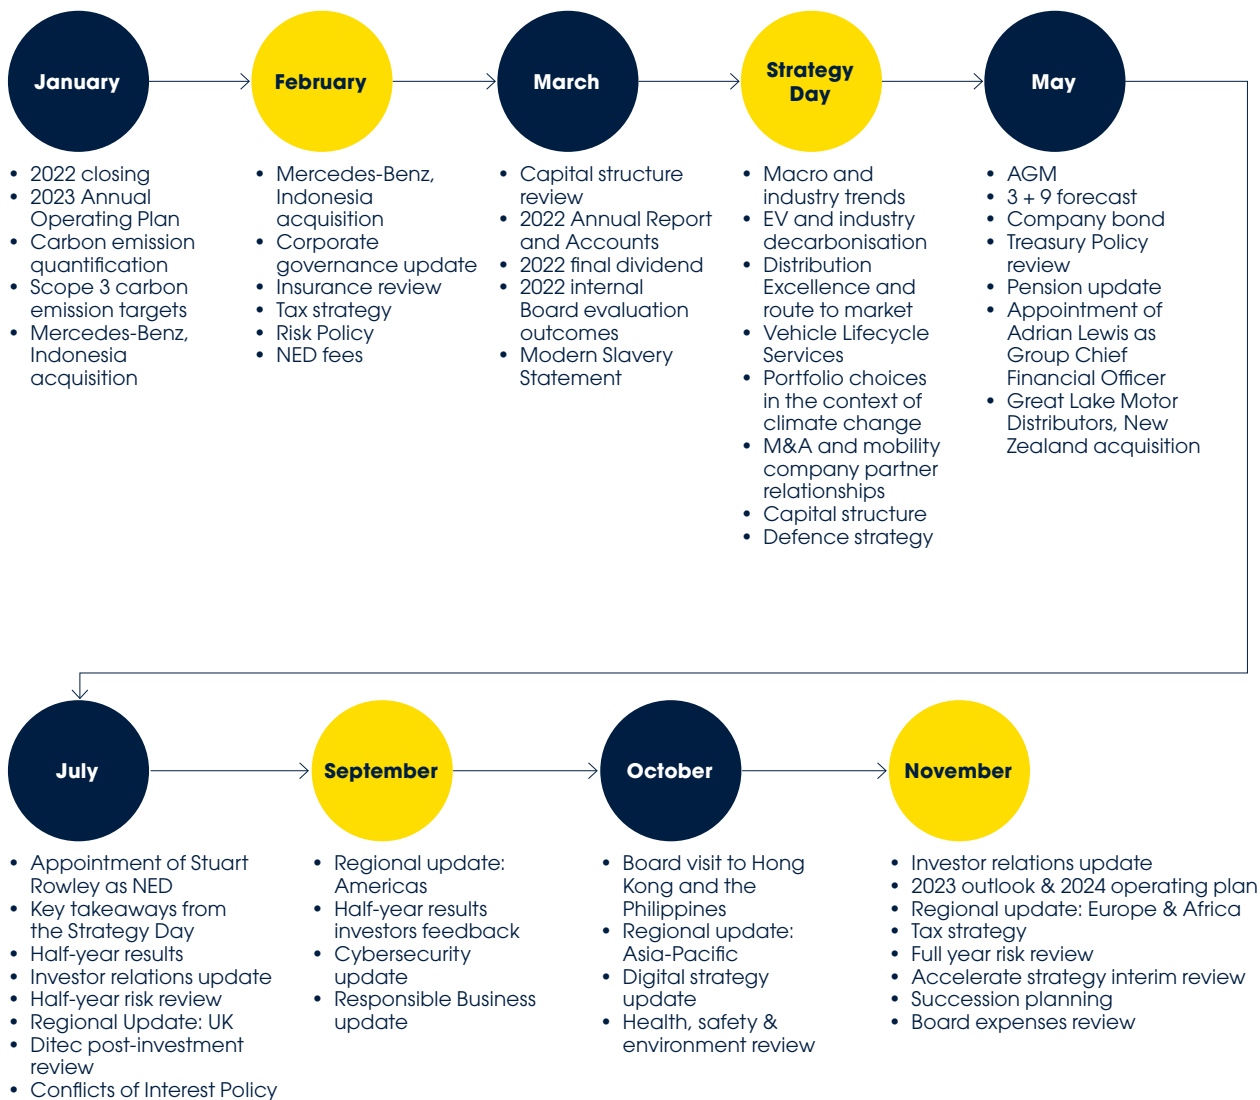 January
• 2022 closing
• 2023 Annual
Operating Plan
• Carbon emission
quantification
• Scope 3 carbon
emission targets
• Mercedes-Benz,
Indonesia
acquisition
February
• Mercedes-Benz,
Indonesia
acquisition
• Corporate
governance update
• Insurance review
• Tax strategy
• Risk Policy
• NED fees
March
• Capital structure
review
• 2022 Annual Report
and Accounts
• 2022 final dividend
• 2022 internal
Board evaluation
outcomes
• Modern Slavery
Statement
Strategy
Day
• Macro and
industry trends
• EV and industry
decarbonisation
• Distribution
Excellence and
route to market
• Vehicle Lifecycle
Services
• Portfolio choices
in the context of
climate change
• M&A and mobility
company partner
relationships
• Capital structure
• Defence strategy
May
• AGM
• 3 + 9 forecast
• Company bond
• Treasury Policy
review
• Pension update
• Appointment of
Adrian Lewis as
Group Chief
Financial Officer
• Great Lake Motor
Distributors, New
Zealand acquisition
July
• Appointment of Stuart
Rowley as NED
• Key takeaways from
the Strategy Day
• Half-year results
• Investor relations update
• Half-year risk review
• Regional Update: UK
• Ditec post-investment
review
• Conflicts of Interest Policy
September
• Regional update:
Americas
• Half-year results
investors feedback
• Cybersecurity
update
• Responsible Business
update
October
• Board visit to Hong
Kong and the
Philippines
• Regional update:
Asia-Pacific
• Digital strategy
update
• Health, safety &
environment review
November
• Investor relations update
• 2023 outlook & 2024 operating plan
• Regional update: Europe & Africa
• Tax strategy
• Full year risk review
• Accelerate strategy interim review
• Succession planning
• Board expenses review